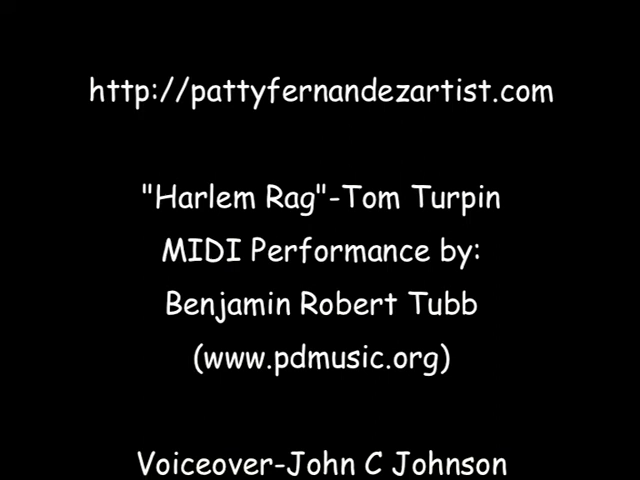 http://pattyfernandezartist.com
"Harlem Rag"-Tom Turpin
MIDI Performance by:
Benjamin Robert Tubb
(www.pdmusic.org)
Voiceover-John C Johnson